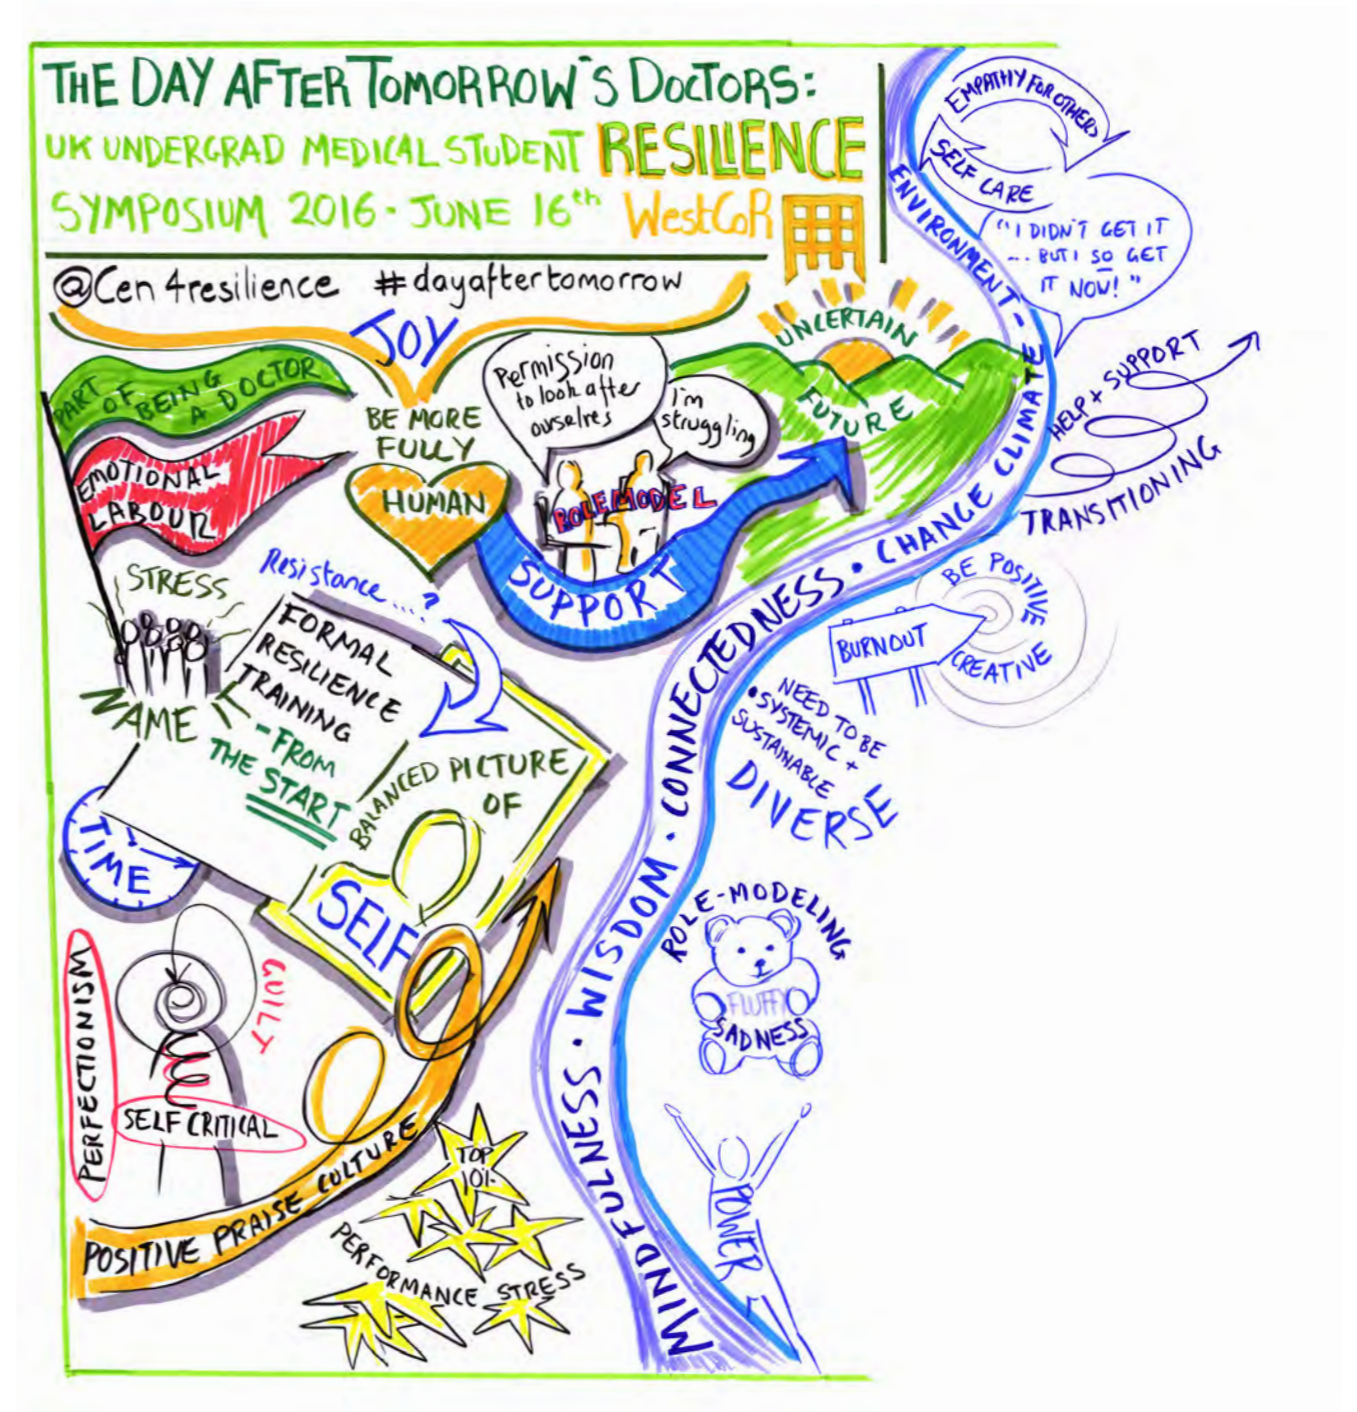 THE DAY AFTER TOMORROW'S DOCTORS:
UK UNDERGRAD MEDICAL STUDENT RESILIENCE
SYMPOSIUM 2016 · JUNE 16th WestCoR
@Cen4resilience #dayaftertomorrow
JOY
BE MORE
FULLY
HUMAN
PART OF BEING A DOCTOR
EMOTIONAL
LABOUR
Permission
to look after
ourselves
I'm
struggling
ROLE MODEL
SUPPORT
UNCERTAIN
FUTURE
STRESS
NAME
Resistance...?
FORMAL
RESILIENCE
TRAINING
- FROM
THE START
BALANCED PICTURE
OF
SELF
TIME
PERFECTIONISM
GUILT
SELF CRITICAL
POSITIVE PRAISE CULTURE
TOP
10%
PERFORMANCE STRESS
EMPATHY FOR OTHERS
SELF CARE
"I DIDN'T GET IT
... BUT I SO GET
IT NOW!"
HELP + SUPPORT
TRANSITIONING
BE POSITIVE
CREATIVE
BURNOUT
NEED TO BE
• SYSTEMIC +
SUSTAINABLE
DIVERSE
ROLE-MODELING
FLUFFY
SADNESS
POWER
MINDFULNESS · WISDOM · CONNECTEDNESS · CHANGE CLIMATE
ENVIRONMENT -